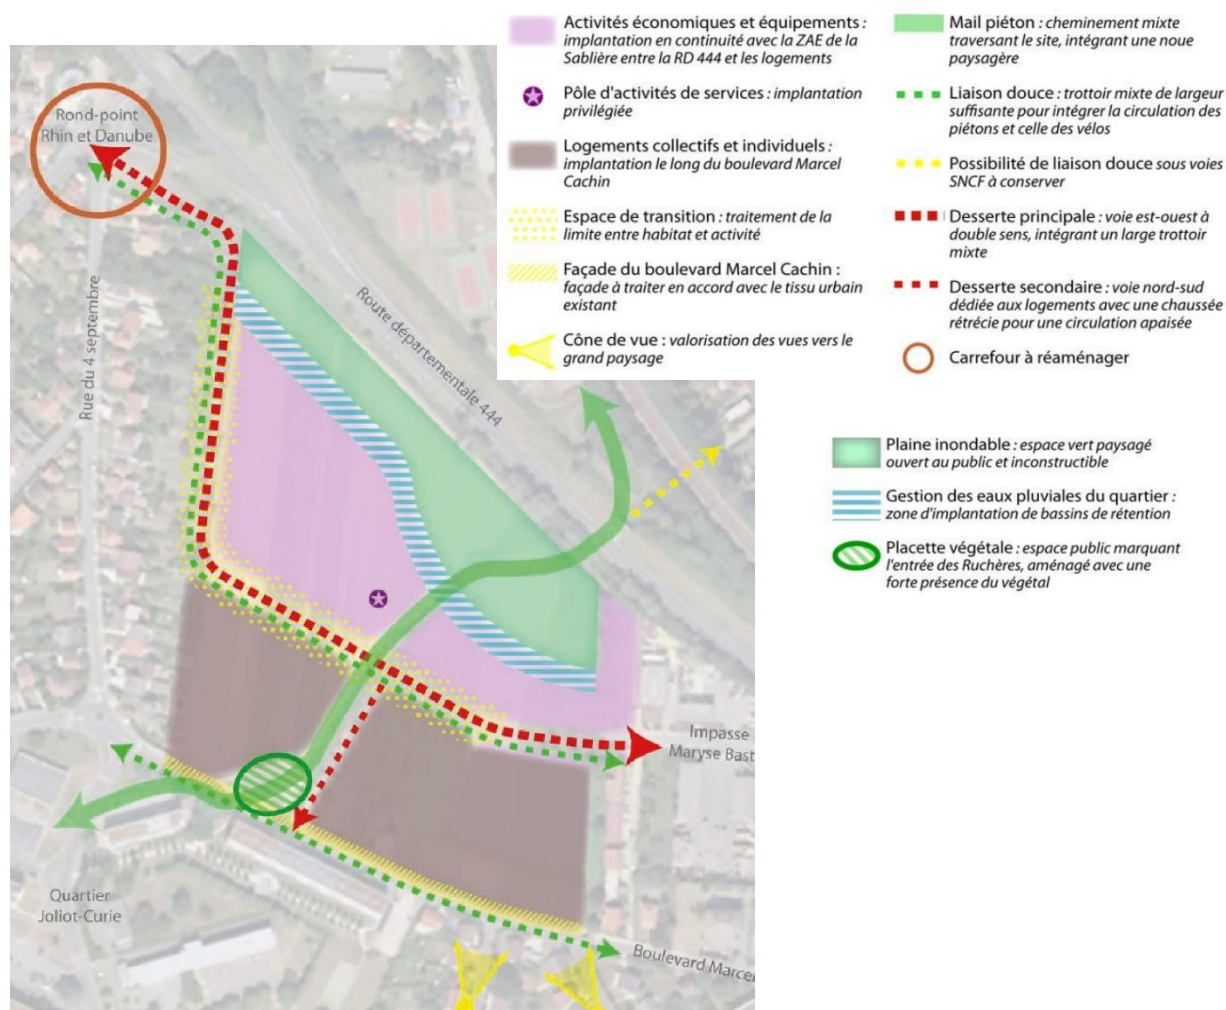 Activités économiques et équipements :
implantation en continuité avec la ZAE de la
Sablière entre la RD 444 et les logements
Pôle d'activités de services : implantation
privilégiée
Logements collectifs et individuels :
implantation le long du boulevard Marcel
Cachin
Espace de transition : traitement de la
limite entre habitat et activité
Façade du boulevard Marcel Cachin :
façade à traiter en accord avec le tissu urbain
existant
Cône de vue : valorisation des vues vers le
grand paysage
Mail piéton : cheminement mixte
traversant le site, intégrant une noue
paysagère
Liaison douce : trottoir mixte de largeur
suffisante pour intégrer la circulation des
piétons et celle des vélos
Possibilité de liaison douce sous voies
SNCF à conserver
Desserte principale : voie est-ouest à
double sens, intégrant un large trottoir
mixte
Desserte secondaire : voie nord-sud
dédiée aux logements avec une chaussée
rétrécie pour une circulation apaisée
Carrefour à réaménager
Plaine inondable : espace vert paysagé
ouvert au public et inconstructible
Gestion des eaux pluviales du quartier :
zone d'implantation de bassins de rétention
Placette végétale : espace public marquant
l'entrée des Ruchères, aménagé avec une
forte présence du végétal
Rond-point
Rhin et Danube
Rue du 4 septembre
Route départementale 444
Impasse
Maryse Bast
Quartier
Joliot-Curie
Boulevard Marcel